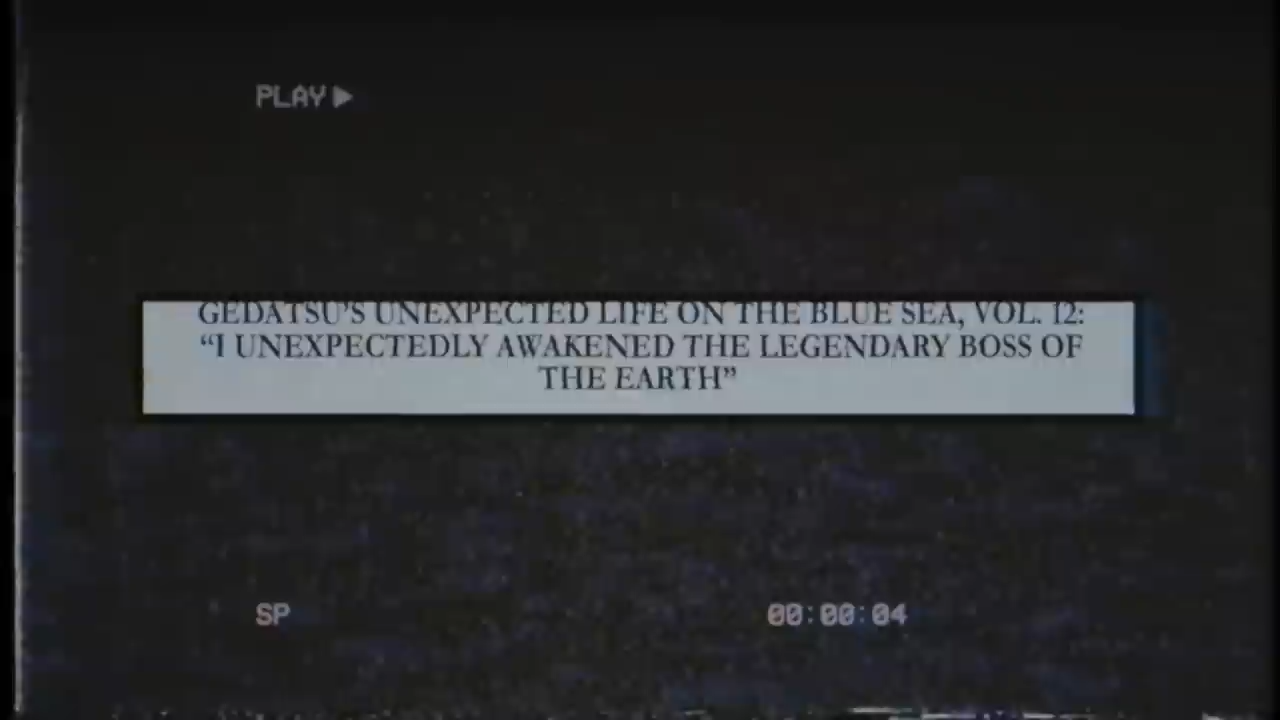 PLAY
GEDATSU'S UNEXPECTED LIFE ON THE BLUE SEA, VOL. 12:
“I UNEXPECTEDLY AWAKENED THE LEGENDARY BOSS OF
THE EARTH”
SP
00:00:04